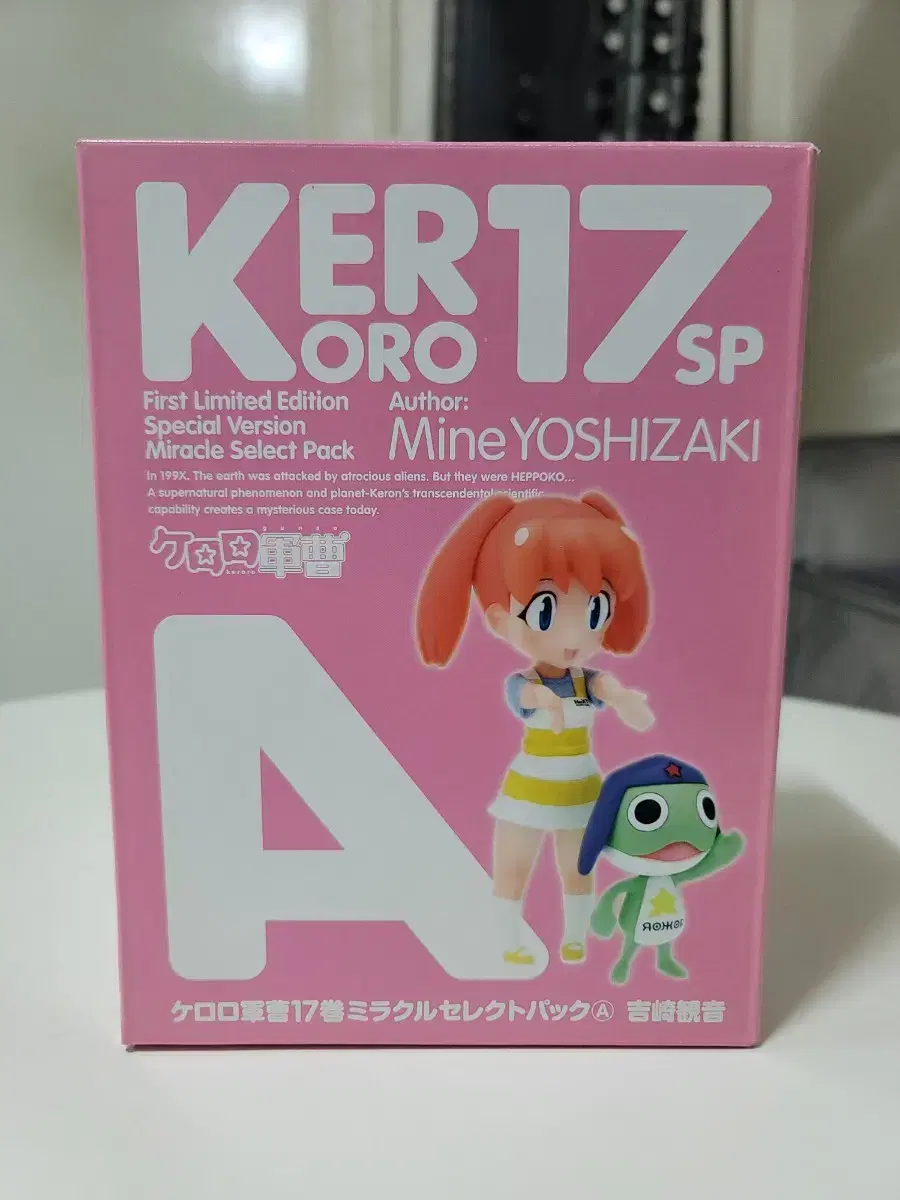 KERORO 17 SP
First Limited Edition
Special Version
Miracle Select Pack
Author:
Mine YOSHIZAKI
In 199X. The earth was attacked by atrocious aliens. But they were HEPPOKO...
A supernatural phenomenon and planet-Keron's transcendental scientific
capability creates a mysterious case today.
gunso
ケロロ軍曹
keroro
A
ケロロ軍曹17巻ミラクルセレクトパックⒶ 吉崎観音